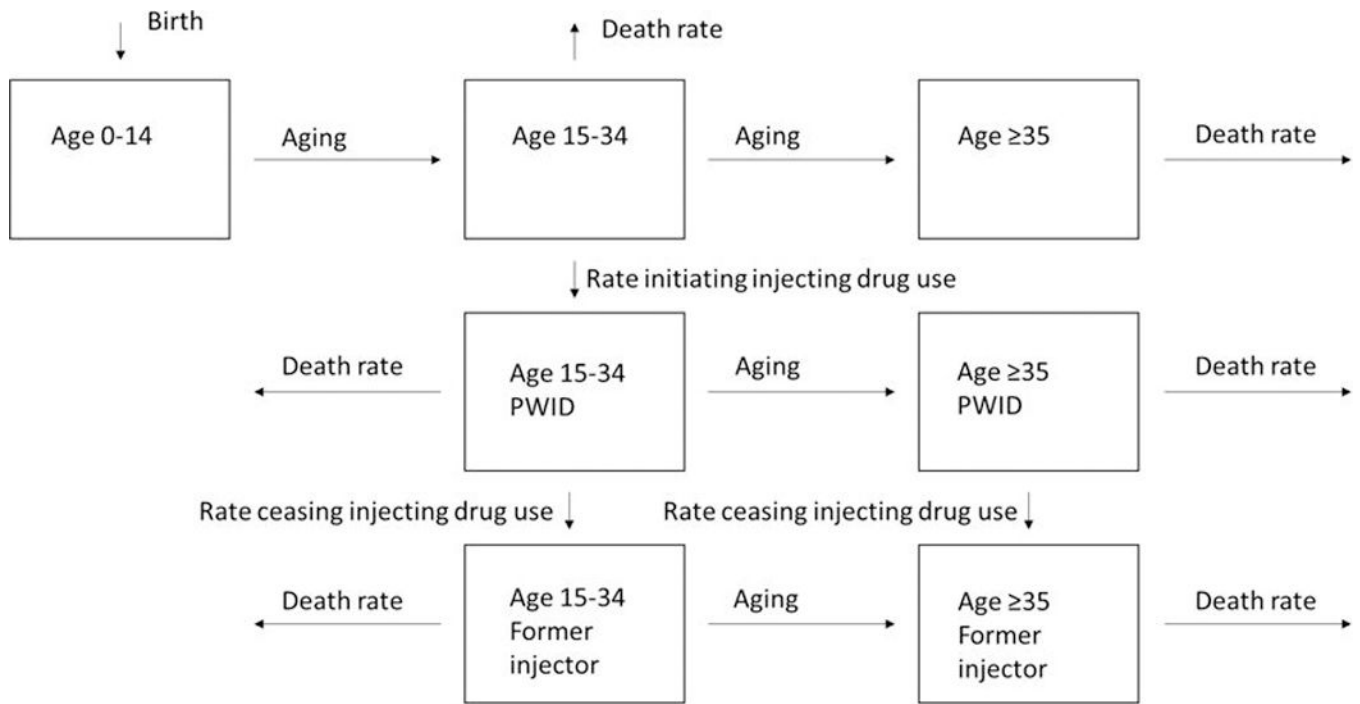 Birth
Death rate
Age 0-14
Aging
Age 15-34
Aging
Age ≥35
Death rate
Rate initiating injecting drug use
Death rate
Age 15-34
PWID
Aging
Age ≥35
PWID
Death rate
Rate ceasing injecting drug use
Rate ceasing injecting drug use
Death rate
Age 15-34
Former
injector
Aging
Age ≥35
Former
injector
Death rate